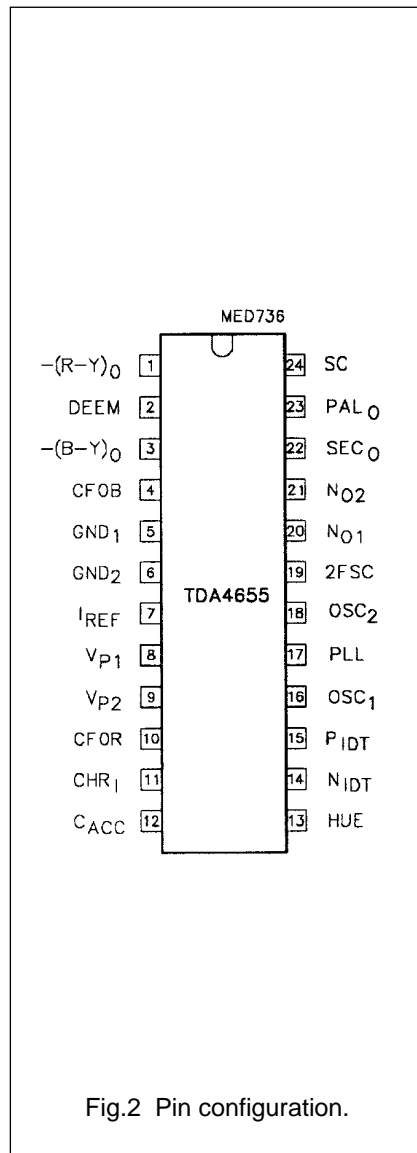 MED736
-(R-Y)O 1 24 SC
DEEM 2 23 PALO
-(B-Y)O 3 22 SECO
CFOB 4 21 NO2
GND1 5 20 NO1
GND2 6 19 2FSC
TDA4655
IREF 7 18 OSC2
VP1 8 17 PLL
VP2 9 16 OSC1
CFOR 10 15 PIDT
CHRI 11 14 NIDT
CACC 12 13 HUE
Fig.2 Pin configuration.